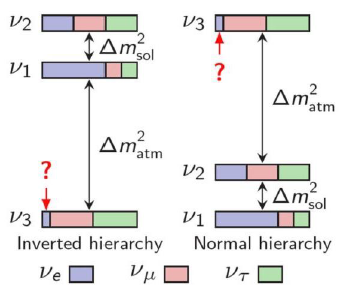 ν₂
Δm²sol
ν₁
Δm²atm
?
ν₃
Inverted hierarchy
ν₃
?
Δm²atm
ν₂
Δm²sol
ν₁
Normal hierarchy
νe νμ ντ